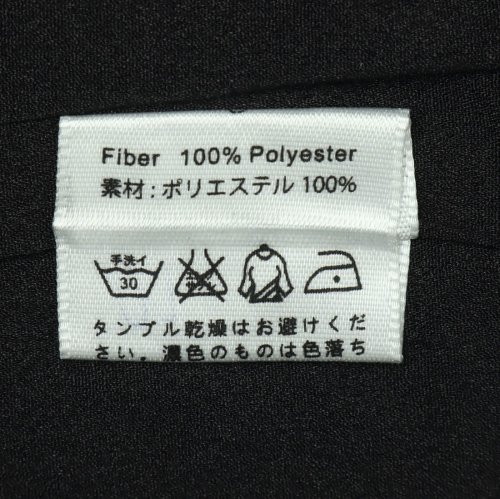 Fiber 100% Polyester
素材:ポリエステル 100%
手洗イ
30
タンブル乾燥はお避けくだ
さい。濃色のものは色落ち